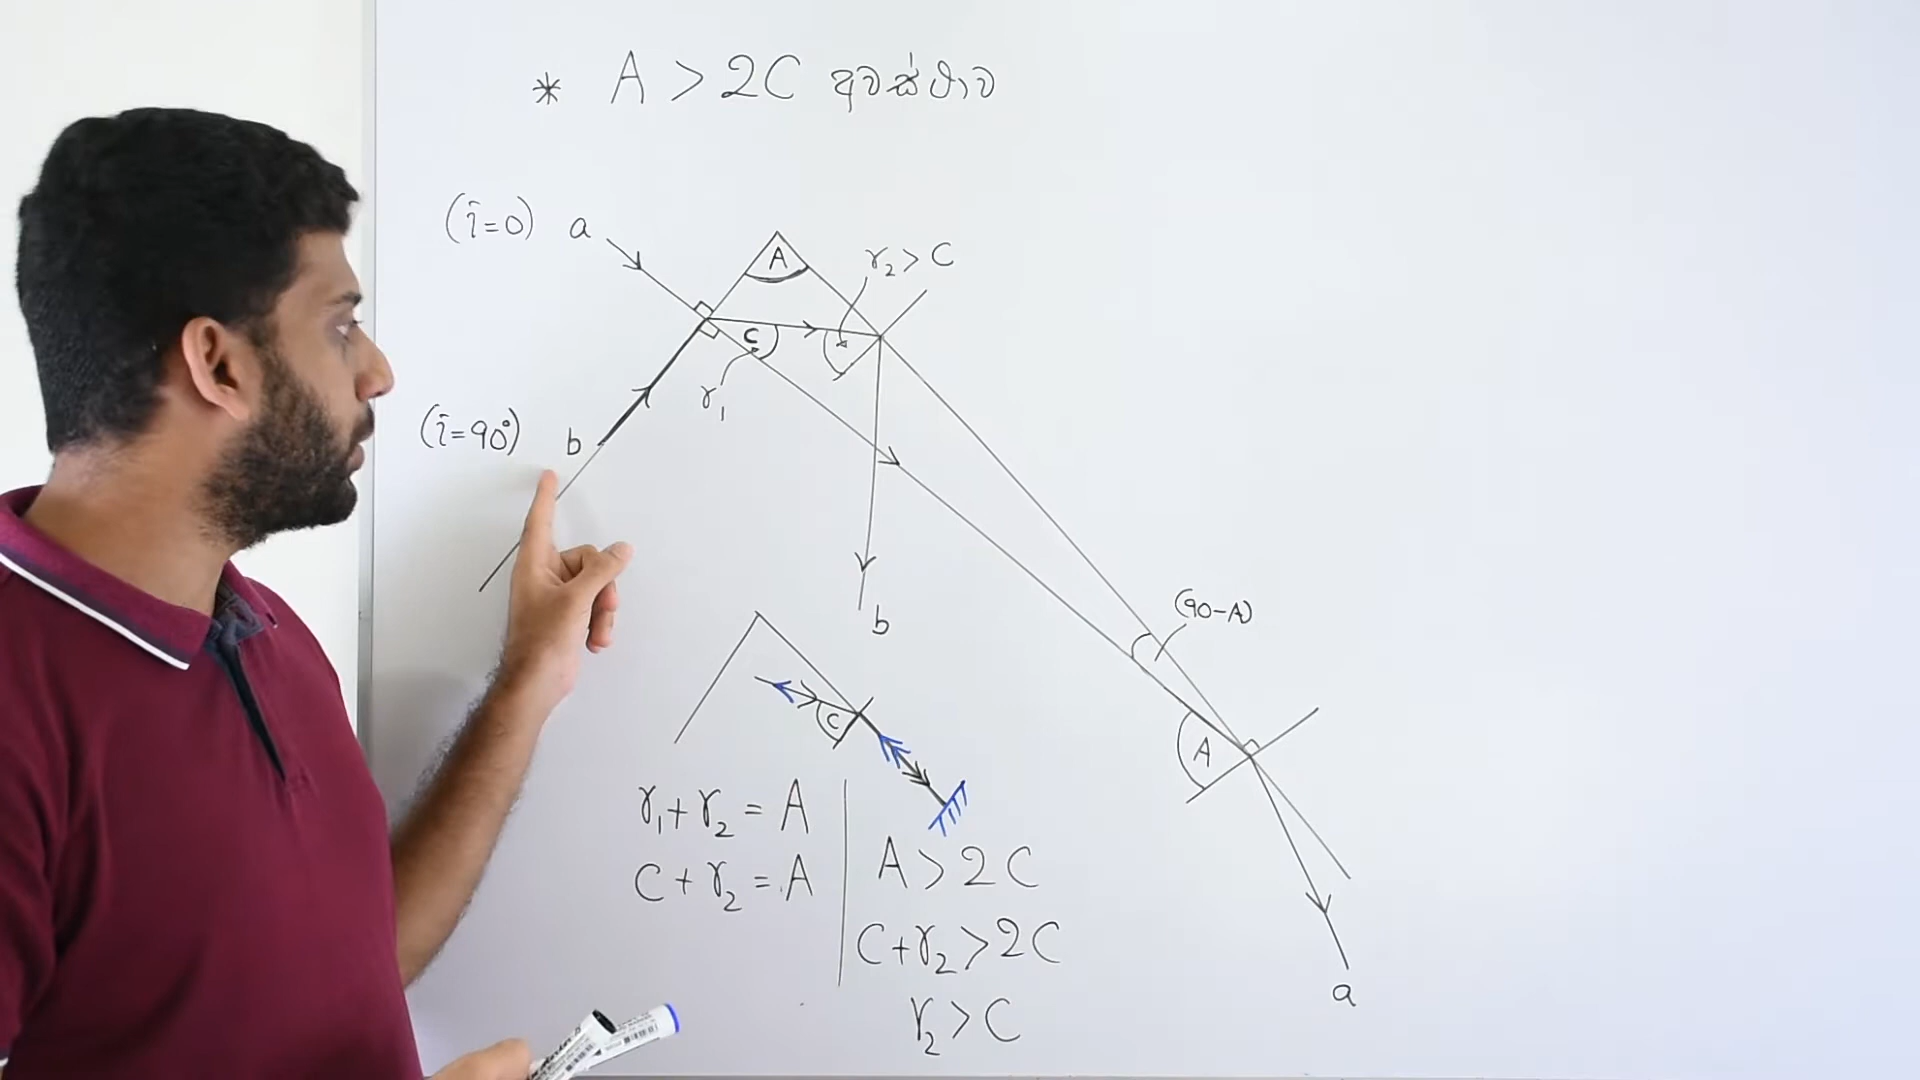 * A > 2C අවස්ථාව
(i=0) a
A
r₂ > C
C
r₁
(i=90°) b
b
(90-A)
C
A
r₁+r₂ = A
C+r₂ = A
A > 2C
C+r₂ > 2C
r₂ > C
a